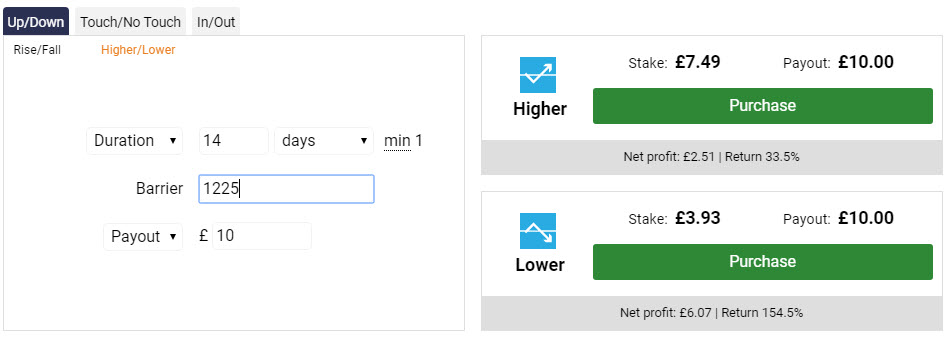 Up/Down Touch/No Touch In/Out
Rise/Fall Higher/Lower
Duration 14 days min 1
Barrier 1225
Payout £ 10
Stake: £7.49 Payout: £10.00
Higher Purchase
Net profit: £2.51 | Return 33.5%
Stake: £3.93 Payout: £10.00
Lower Purchase
Net profit: £6.07 | Return 154.5%